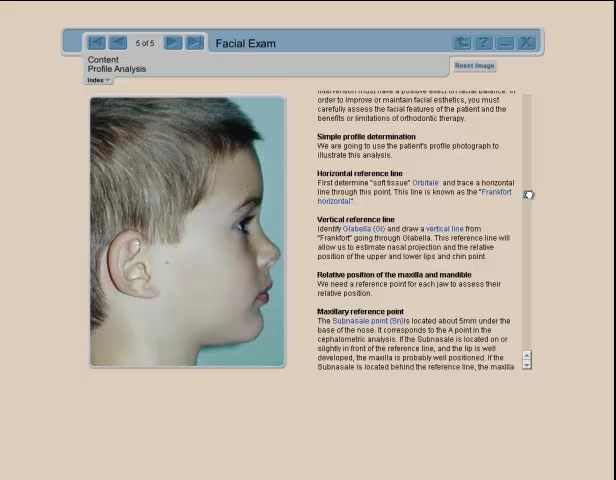 5 of 5
Facial Exam
Content
Profile Analysis
Index
Reset Image
intervention must have a positive effect on facial balance. In
order to improve or maintain facial esthetics, you must
carefully assess the facial features of the patient and the
benefits or limitations of orthodontic therapy.
Simple profile determination
We are going to use the patient's profile photograph to
illustrate this analysis.
Horizontal reference line
First determine "soft tissue" Orbitale and trace a horizontal
line through this point. This line is known as the "Frankfort
horizontal".
Vertical reference line
Identify Glabella (Gl) and draw a vertical line from
"Frankfort" going through Glabella. This reference line will
allow us to estimate nasal projection and the relative
position of the upper and lower lips and chin point.
Relative position of the maxilla and mandible
We need a reference point for each jaw to assess their
relative position.
Maxillary reference point
The Subnasale point (Sn)is located about 5mm under the
base of the nose. It corresponds to the A point in the
cephalometric analysis. If the Subnasale is located on or
slightly in front of the reference line, and the lip is well
developed, the maxilla is probably well positioned. If the
Subnasale is located behind the reference line, the maxilla